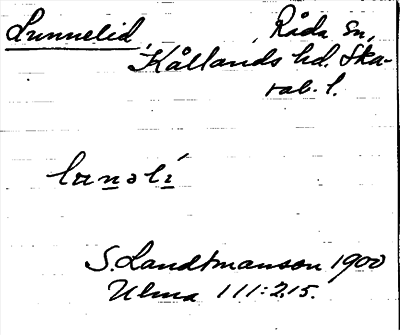 Lunnelid, Råda sn,
Kållands hd. Ska-
rab. l.
S. Landtmanson 1900
Ulma 111:215.